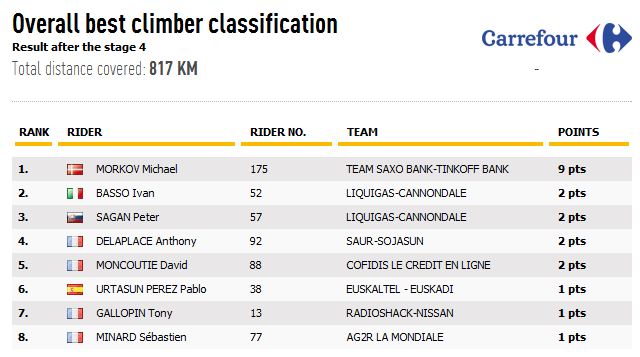 Overall best climber classification
Result after the stage 4
Total distance covered: 817 KM
Carrefour
-
RANK RIDER RIDER NO. TEAM POINTS
1. MORKOV Michael 175 TEAM SAXO BANK-TINKOFF BANK 9 pts
2. BASSO Ivan 52 LIQUIGAS-CANNONDALE 2 pts
3. SAGAN Peter 57 LIQUIGAS-CANNONDALE 2 pts
4. DELAPLACE Anthony 92 SAUR-SOJASUN 2 pts
5. MONCOUTIE David 88 COFIDIS LE CREDIT EN LIGNE 2 pts
6. URTASUN PEREZ Pablo 38 EUSKALTEL - EUSKADI 1 pts
7. GALLOPIN Tony 13 RADIOSHACK-NISSAN 1 pts
8. MINARD Sébastien 77 AG2R LA MONDIALE 1 pts